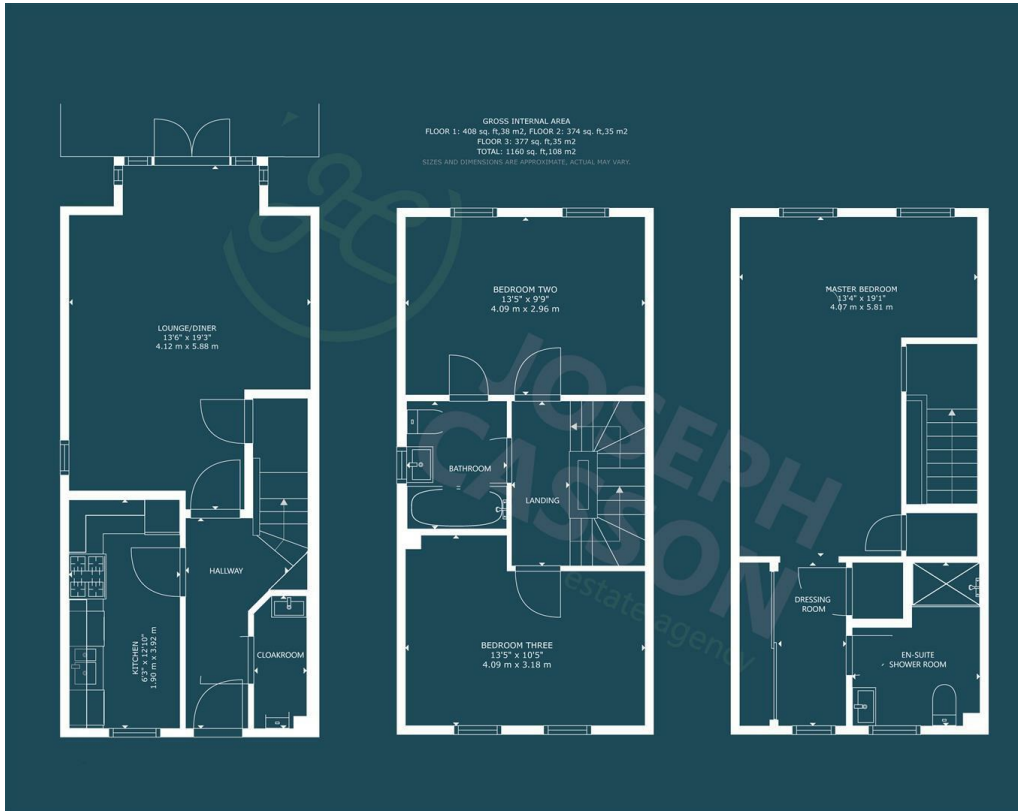 GROSS INTERNAL AREA
FLOOR 1: 408 sq. ft,38 m2, FLOOR 2: 374 sq. ft,35 m2
FLOOR 3: 377 sq. ft,35 m2
TOTAL: 1160 sq. ft,108 m2
SIZES AND DIMENSIONS ARE APPROXIMATE, ACTUAL MAY VARY.
LOUNGE/DINER
13'6" x 19'3"
4.12 m x 5.88 m
HALLWAY
KITCHEN
6'3" x 12'10"
1.90 m x 3.92 m
CLOAKROOM
BEDROOM TWO
13'5" x 9'9"
4.09 m x 2.96 m
BATHROOM
LANDING
BEDROOM THREE
13'5" x 10'5"
4.09 m x 3.18 m
MASTER BEDROOM
13'4" x 19'1"
4.07 m x 5.81 m
DRESSING
ROOM
EN-SUITE
SHOWER ROOM
JOSEPH
CASSON
estate agency